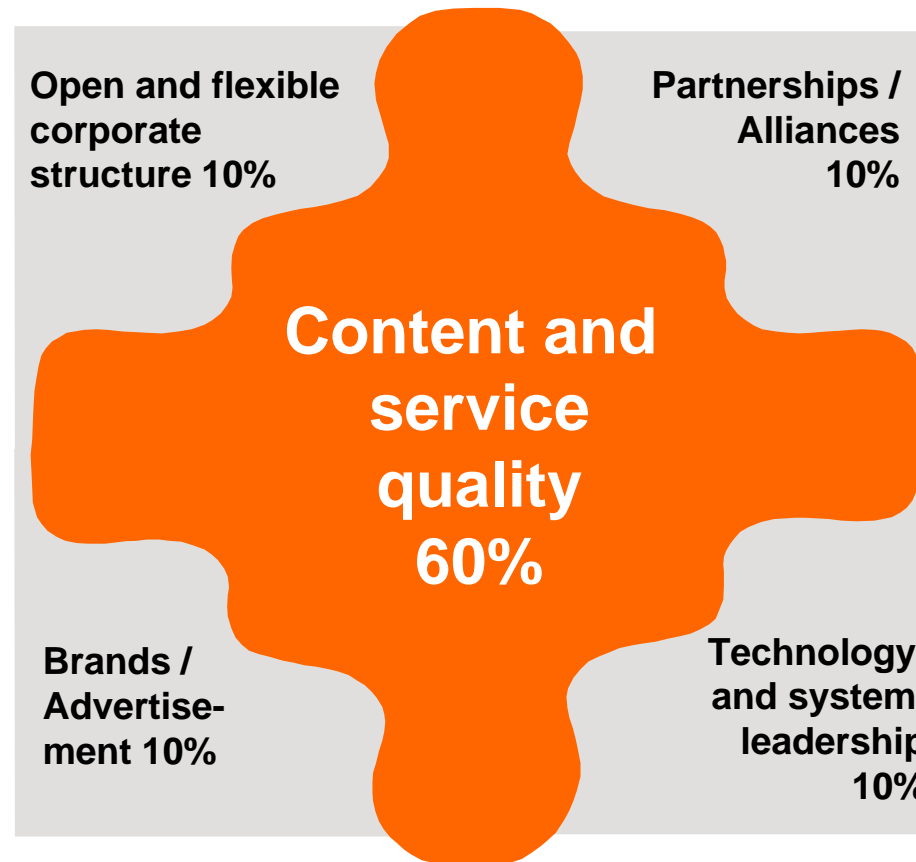 Open and flexible
corporate
structure 10%
Partnerships /
Alliances
10%
Content and
service
quality
60%
Brands /
Advertise-
ment 10%
Technology
and system
leadership
10%